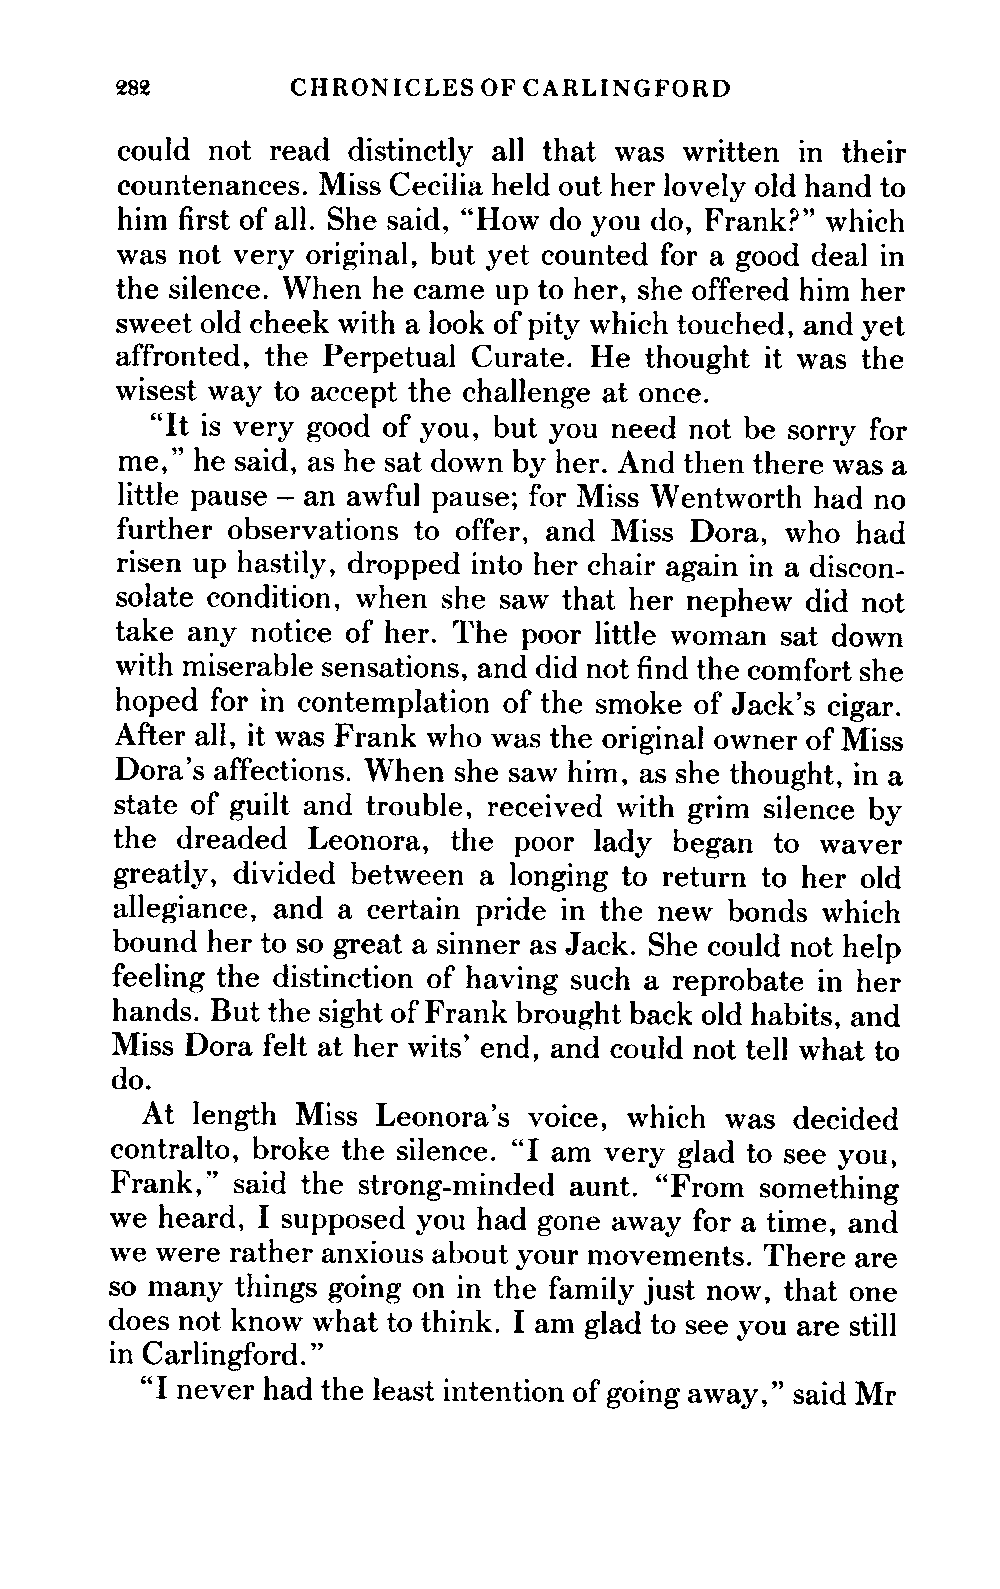 282 CHRONICLES OF CARLINGFORD
could not read distinctly all that was written in their
countenances. Miss Cecilia held out her lovely old hand to
him first of all. She said, “How do you do, Frank?” which
was not very original, but yet counted for a good deal in
the silence. When he came up to her, she offered him her
sweet old cheek with a look of pity which touched, and yet
affronted, the Perpetual Curate. He thought it was the
wisest way to accept the challenge at once.
“It is very good of you, but you need not be sorry for
me,” he said, as he sat down by her. And then there was a
little pause – an awful pause; for Miss Wentworth had no
further observations to offer, and Miss Dora, who had
risen up hastily, dropped into her chair again in a discon-
solate condition, when she saw that her nephew did not
take any notice of her. The poor little woman sat down
with miserable sensations, and did not find the comfort she
hoped for in contemplation of the smoke of Jack’s cigar.
After all, it was Frank who was the original owner of Miss
Dora’s affections. When she saw him, as she thought, in a
state of guilt and trouble, received with grim silence by
the dreaded Leonora, the poor lady began to waver
greatly, divided between a longing to return to her old
allegiance, and a certain pride in the new bonds which
bound her to so great a sinner as Jack. She could not help
feeling the distinction of having such a reprobate in her
hands. But the sight of Frank brought back old habits, and
Miss Dora felt at her wits’ end, and could not tell what to
do.
At length Miss Leonora’s voice, which was decided
contralto, broke the silence. “I am very glad to see you,
Frank,” said the strong-minded aunt. “From something
we heard, I supposed you had gone away for a time, and
we were rather anxious about your movements. There are
so many things going on in the family just now, that one
does not know what to think. I am glad to see you are still
in Carlingford.”
“I never had the least intention of going away,” said Mr